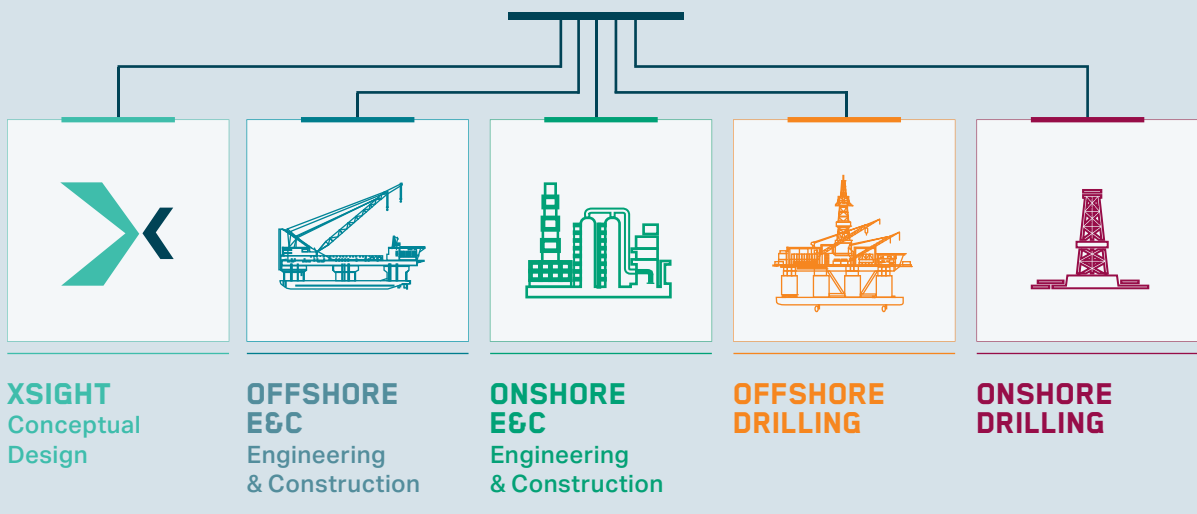 XSIGHT
Conceptual
Design
OFFSHORE
E&C
Engineering
& Construction
ONSHORE
E&C
Engineering
& Construction
OFFSHORE
DRILLING
ONSHORE
DRILLING